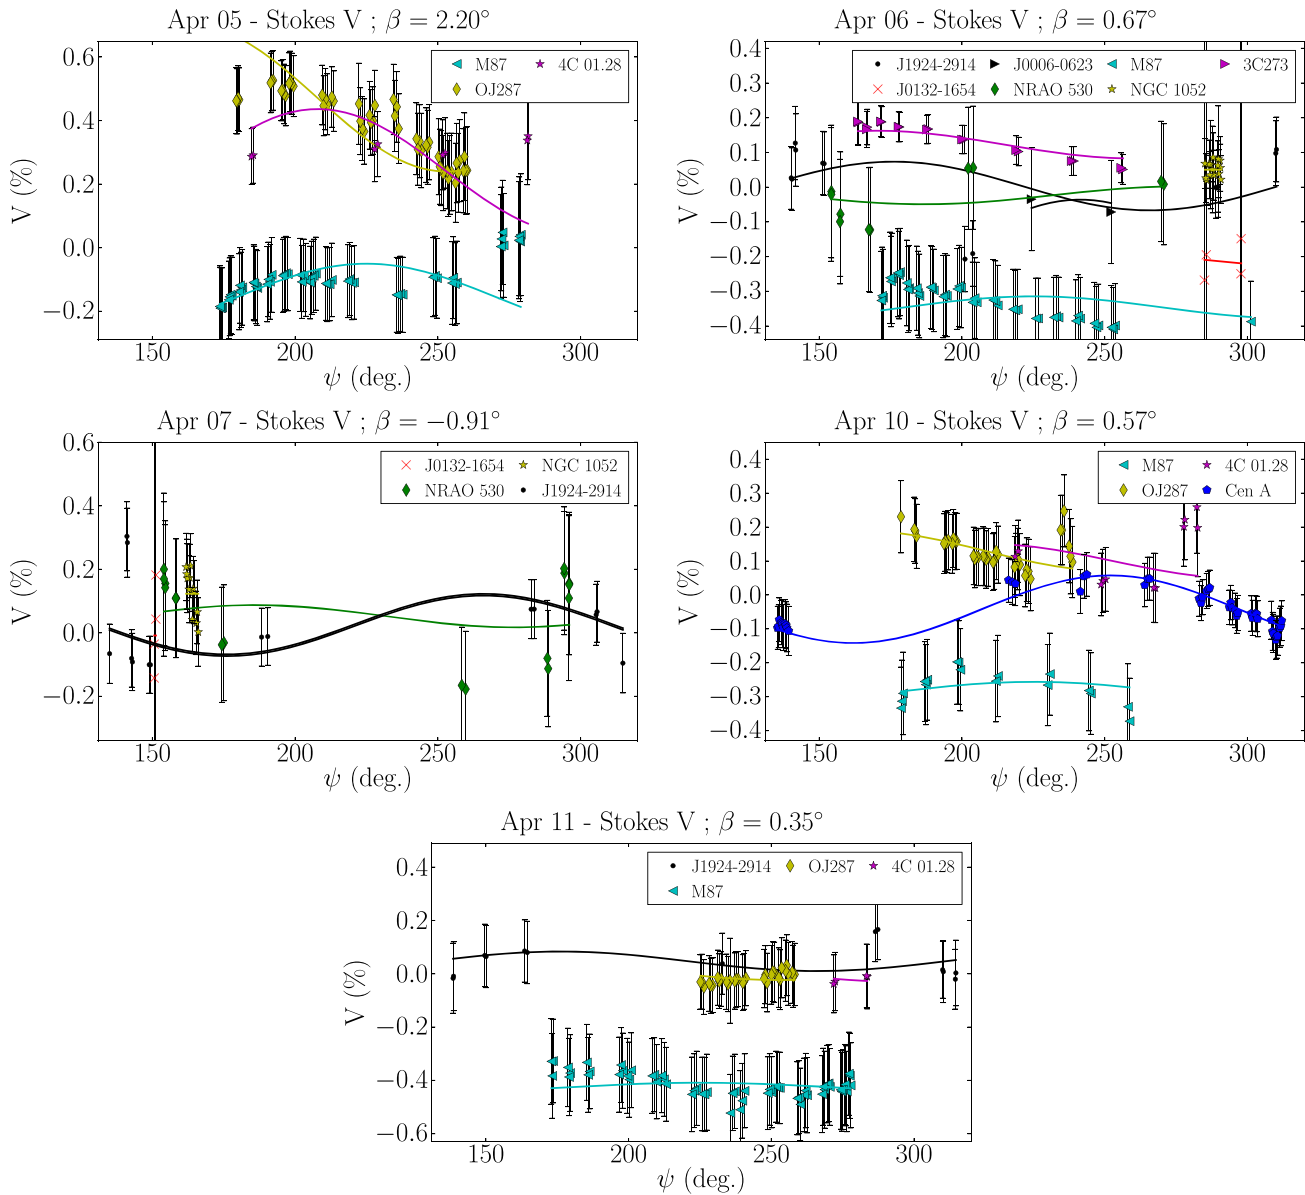 Apr 05 - Stokes V ; β = 2.20°
M87
4C 01.28
OJ287
0.6
0.4
0.2
0.0
−0.2
V (%)
150
200
250
300
ψ (deg.)
Apr 06 - Stokes V ; β = 0.67°
J1924-2914
J0006-0623
M87
3C273
J0132-1654
NRAO 530
NGC 1052
0.4
0.3
0.2
0.1
0.0
−0.1
−0.2
−0.3
−0.4
V (%)
150
200
250
300
ψ (deg.)
Apr 07 - Stokes V ; β = −0.91°
J0132-1654
NGC 1052
NRAO 530
J1924-2914
0.6
0.4
0.2
0.0
−0.2
V (%)
150
200
250
300
ψ (deg.)
Apr 10 - Stokes V ; β = 0.57°
M87
4C 01.28
OJ287
Cen A
0.4
0.3
0.2
0.1
0.0
−0.1
−0.2
−0.3
−0.4
V (%)
150
200
250
300
ψ (deg.)
Apr 11 - Stokes V ; β = 0.35°
J1924-2914
OJ287
4C 01.28
M87
0.4
0.2
0.0
−0.2
−0.4
−0.6
V (%)
150
200
250
300
ψ (deg.)